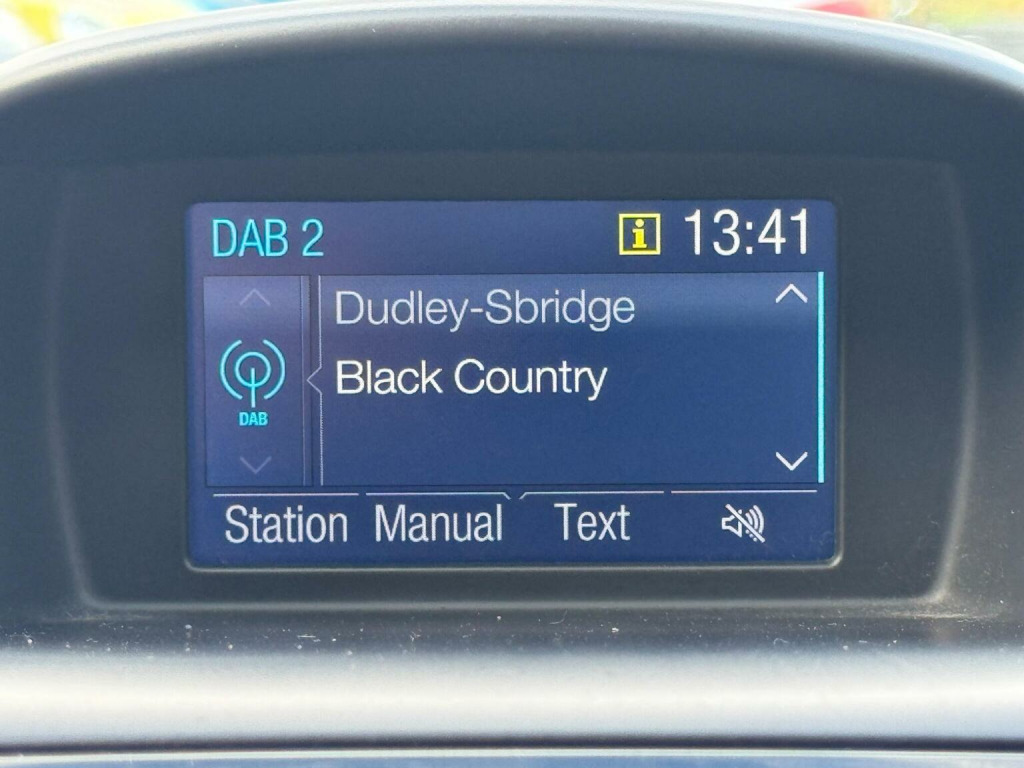 DAB 2
i 13:41
Dudley-Sbridge
Black Country
DAB
Station Manual Text